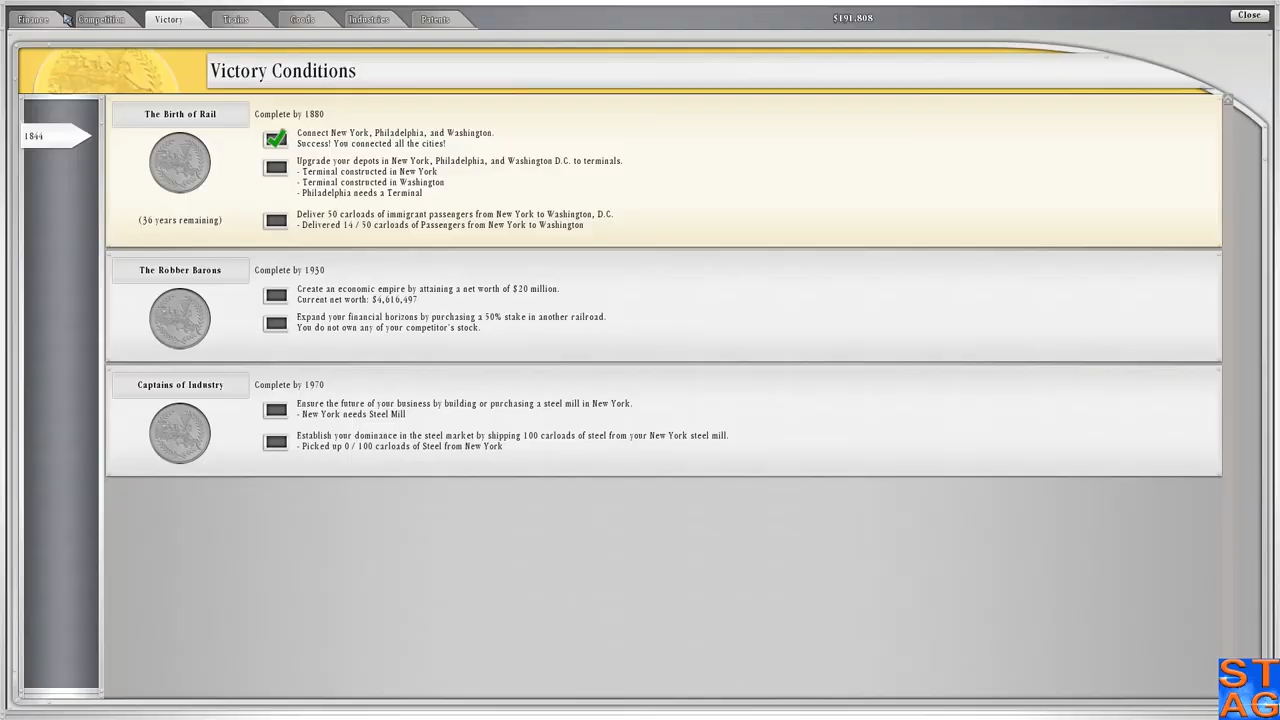 Finance
Competition
Victory
Trains
Goods
Industries
Patents
$191,808
Close
Victory Conditions
1844
The Birth of Rail
Complete by 1880
Connect New York, Philadelphia, and Washington.
Success! You connected all the cities!
Upgrade your depots in New York, Philadelphia, and Washington D.C. to terminals.
- Terminal constructed in New York
- Terminal constructed in Washington
- Philadelphia needs a Terminal
(36 years remaining)
Deliver 50 carloads of immigrant passengers from New York to Washington, D.C.
- Delivered 14 / 50 carloads of Passengers from New York to Washington
The Robber Barons
Complete by 1930
Create an economic empire by attaining a net worth of $20 million.
Current net worth: $4,616,497
Expand your financial horizons by purchasing a 50% stake in another railroad.
You do not own any of your competitor's stock.
Captains of Industry
Complete by 1970
Ensure the future of your business by building or purchasing a steel mill in New York.
- New York needs Steel Mill
Establish your dominance in the steel market by shipping 100 carloads of steel from your New York steel mill.
- Picked up 0 / 100 carloads of Steel from New York
ST
AG